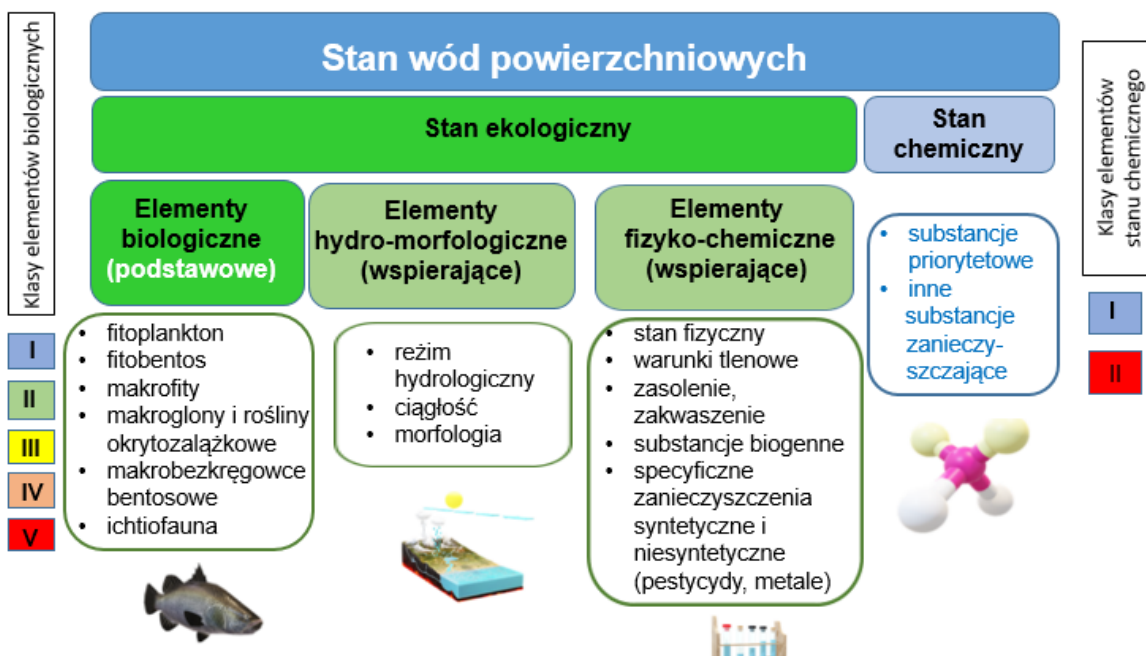 Klasy elementów biologicznych
I
II
III
IV
V
Stan wód powierzchniowych
Stan ekologiczny
Stan
chemiczny
Elementy
biologiczne
(podstawowe)
• fitoplankton
• fitobentos
• makrofity
• makroglony i rośliny
okrytozalążkowe
• makrobezkręgowce
bentosowe
• ichtiofauna
Elementy
hydro-morfologiczne
(wspierające)
• reżim
hydrologiczny
• ciągłość
• morfologia
Elementy
fizyko-chemiczne
(wspierające)
• stan fizyczny
• warunki tlenowe
• zasolenie,
zakwaszenie
• substancje biogenne
• specyficzne
zanieczyszczenia
syntetyczne i
niesyntetyczne
(pestycydy, metale)
• substancje
priorytetowe
• inne
substancje
zanieczy-
szczające
Klasy elementów
stanu chemicznego
I
II